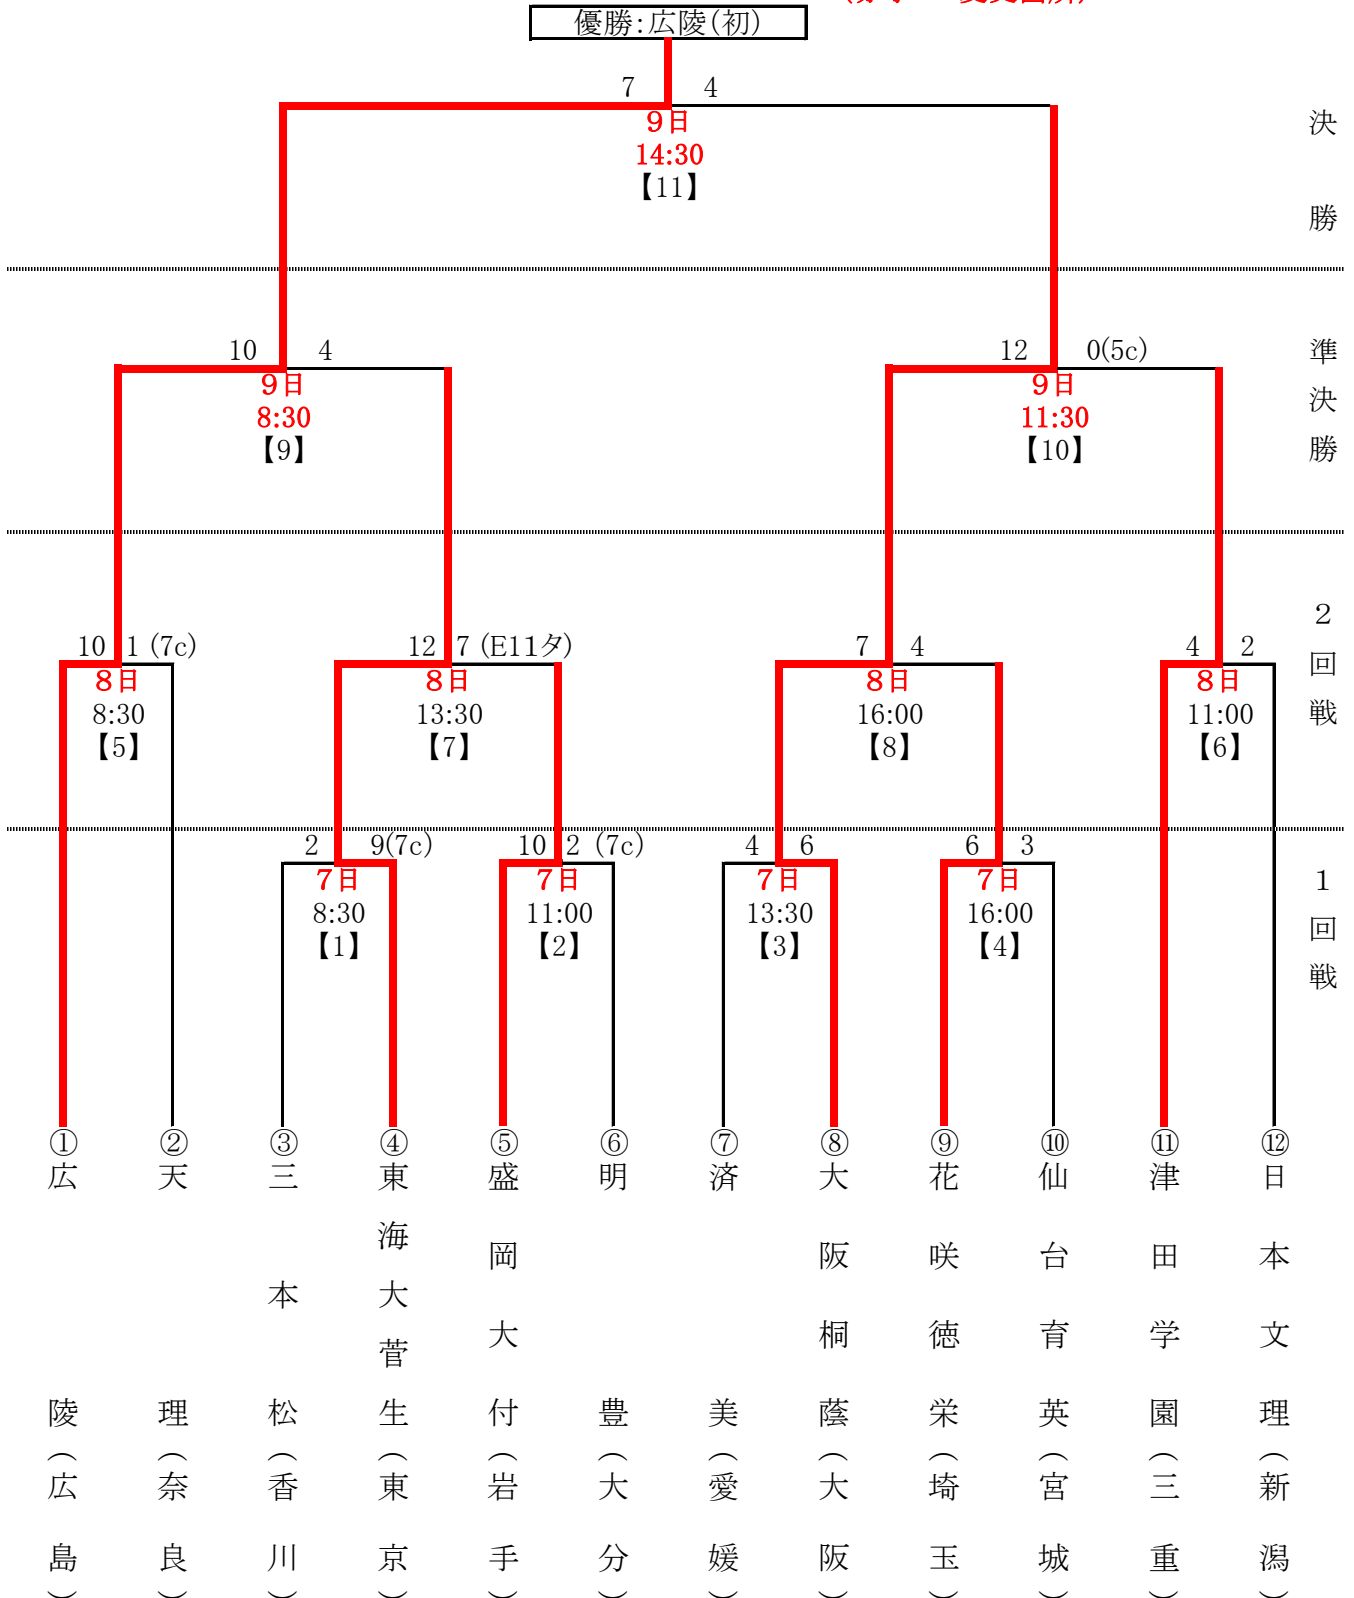 優勝:広陵(初)
7 4
9日
14:30
【11】
決勝
10 4
9日
8:30
【9】
12 0(5c)
9日
11:30
【10】
準決勝
10 1 (7c)
8日
8:30
【5】
12 7 (E11タ)
8日
13:30
【7】
7 4
8日
16:00
【8】
4 2
8日
11:00
【6】
2回戦
2 9(7c)
7日
8:30
【1】
10 2 (7c)
7日
11:00
【2】
4 6
7日
13:30
【3】
6 3
7日
16:00
【4】
1回戦
①広陵(広島)
②天理(奈良)
③三本松(香川)
④東海大菅生(東京)
⑤盛岡大付(岩手)
⑥明豊(大分)
⑦済美(愛媛)
⑧大阪桐蔭(大阪)
⑨花咲徳栄(埼玉)
⑩仙台育英(宮城)
⑪津田学園(三重)
⑫日本文理(新潟)